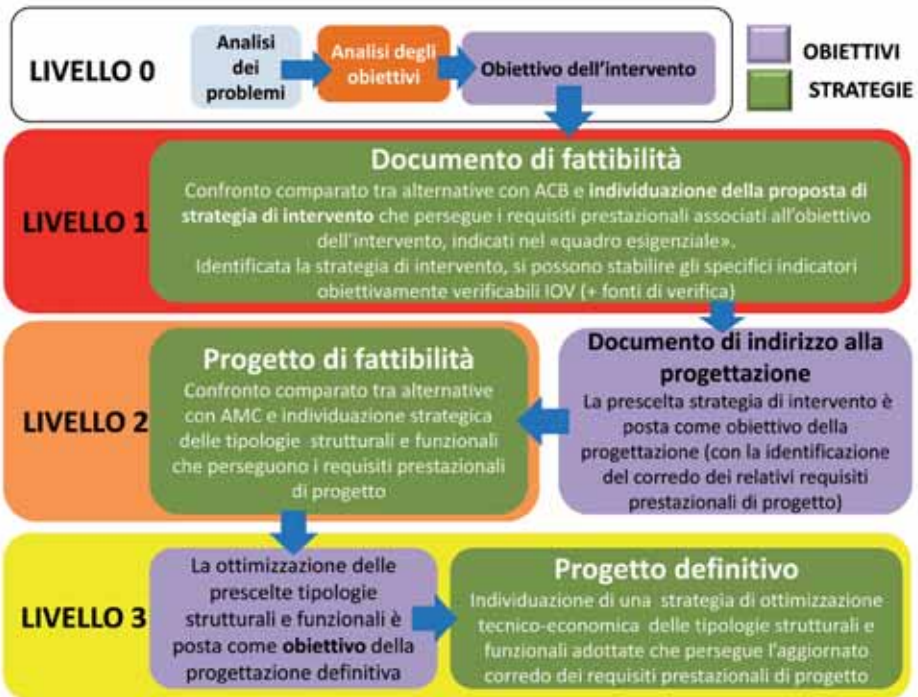 LIVELLO 0
Analisi
dei
problemi
Analisi degli
obiettivi
Obiettivo dell'intervento
OBIETTIVI
STRATEGIE
LIVELLO 1
Documento di fattibilità
Confronto comparato tra alternative con ACB e individuazione della proposta di
strategia di intervento che persegue i requisiti prestazionali associati all'obiettivo
dell'intervento, indicati nel «quadro esigenziale».
Identificata la strategia di intervento, si possono stabilire gli specifici indicatori
obiettivamente verificabili IOV (+ fonti di verifica)
Documento di indirizzo alla
progettazione
La prescelta strategia di intervento è
posta come obiettivo della
progettazione (con la identificazione
del corredo dei relativi requisiti
prestazionali di progetto)
LIVELLO 2
Progetto di fattibilità
Confronto comparato tra alternative
con AMC e individuazione strategica
delle tipologie strutturali e funzionali
che perseguono i requisiti prestazionali
di progetto
LIVELLO 3
La ottimizzazione delle
prescelte tipologie
strutturali e funzionali è
posta come obiettivo della
progettazione definitiva
Progetto definitivo
Individuazione di una strategia di ottimizzazione
tecnico-economica delle tipologie strutturali e
funzionali adottate che persegue l'aggiornato
corredo dei requisiti prestazionali di progetto